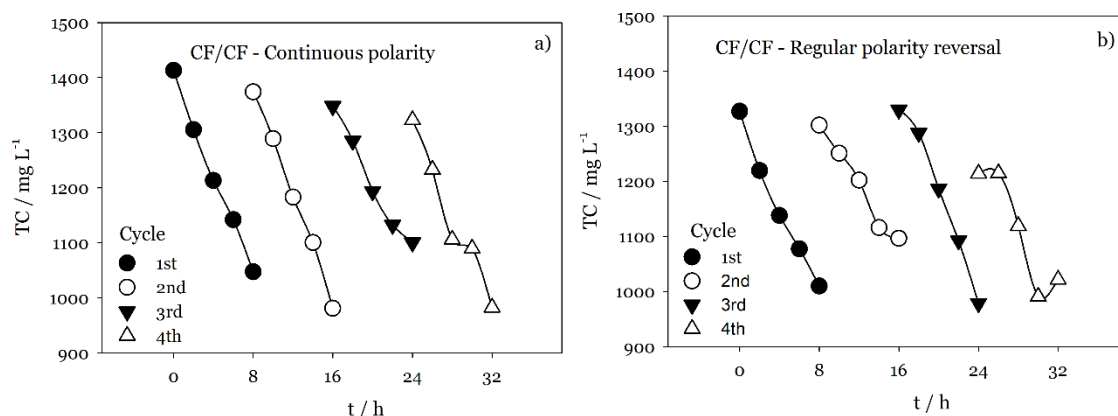 a)
CF/CF - Continuous polarity
TC / mg L⁻¹
1500
1400
1300
1200
1100
1000
900
Cycle
1st
2nd
3rd
4th
0 8 16 24 32
t / h
b)
CF/CF - Regular polarity reversal
TC / mg L⁻¹
1500
1400
1300
1200
1100
1000
900
Cycle
1st
2nd
3rd
4th
0 8 16 24 32
t / h